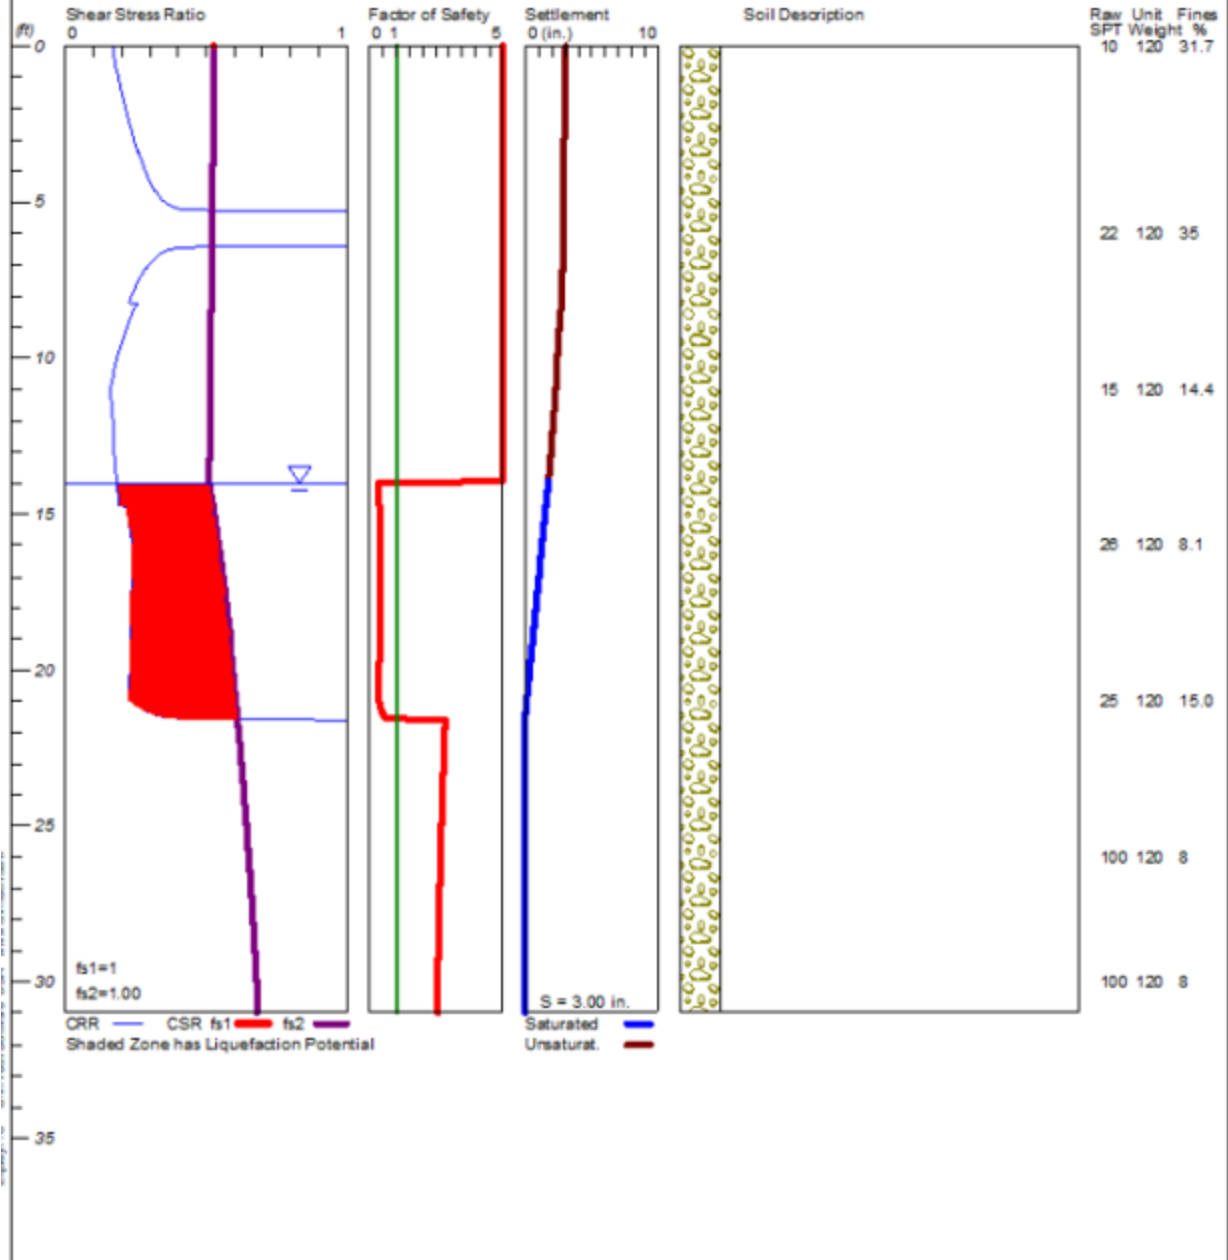 Shear Stress Ratio Factor of Safety Settlement Soil Description Raw Unit Fines
(ft) 0 1 0 1 5 0 (in.) 10 SPT Weight %
0 10 120 31.7
5
22 120 35
10
15 120 14.4
15
26 120 8.1
20
25 120 15.0
25
100 120 8
fs1=1
30 100 120 8
fs2=1.00
S = 3.00 in.
CRR CSR fs1 fs2 Saturated
Shaded Zone has Liquefaction Potential Unsaturat.
35